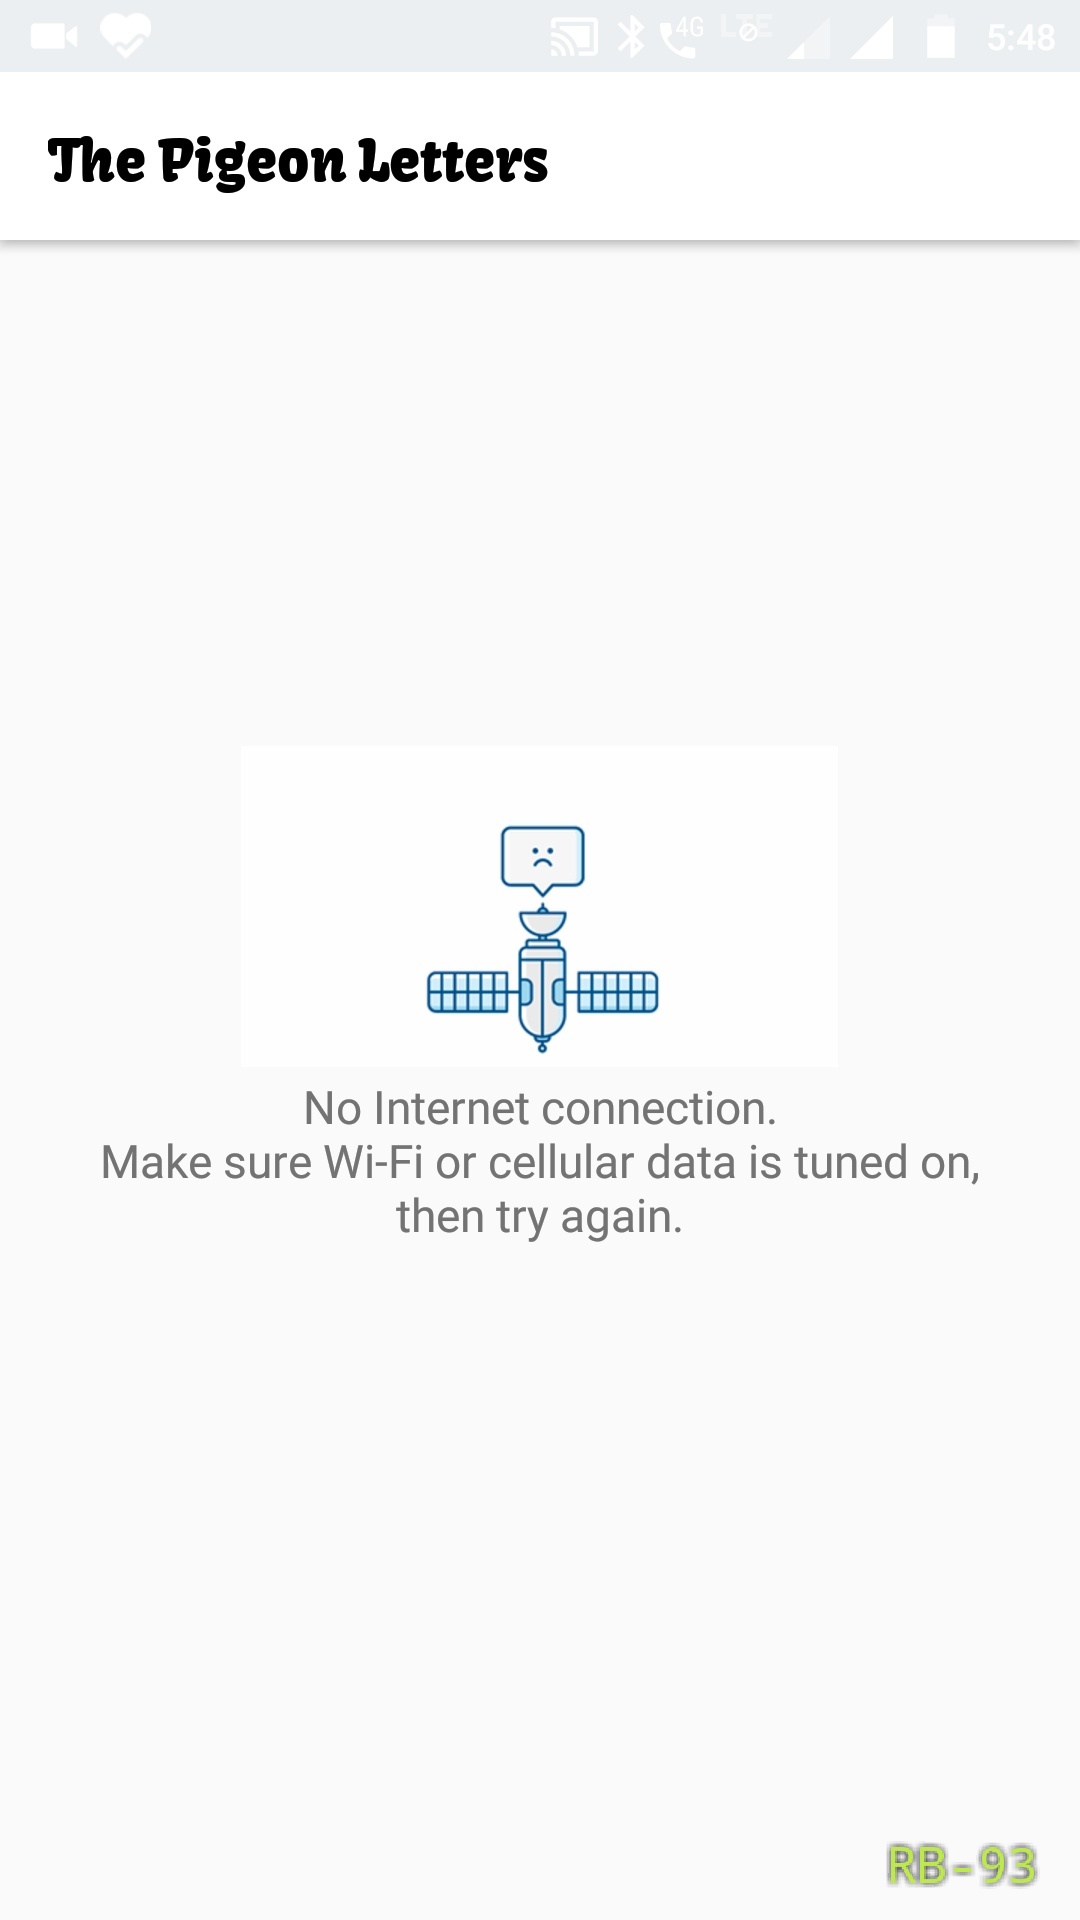 4G LTE 5:48
The Pigeon Letters
No Internet connection.
Make sure Wi-Fi or cellular data is tuned on,
then try again.
RB-93